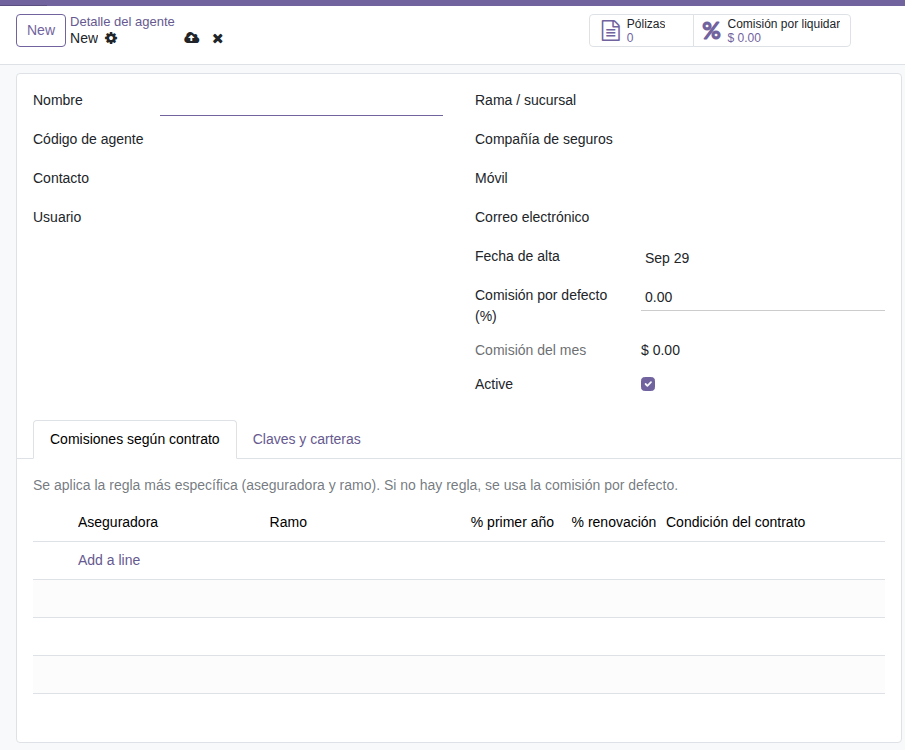 New
Detalle del agente
New
Pólizas
0
Comisión por liquidar
$ 0.00
Nombre
Rama / sucursal
Código de agente
Compañía de seguros
Contacto
Móvil
Usuario
Correo electrónico
Fecha de alta
Sep 29
Comisión por defecto
(%)
0.00
Comisión del mes
$ 0.00
Active
Comisiones según contrato
Claves y carteras
Se aplica la regla más específica (aseguradora y ramo). Si no hay regla, se usa la comisión por defecto.
Aseguradora
Ramo
% primer año
% renovación
Condición del contrato
Add a line